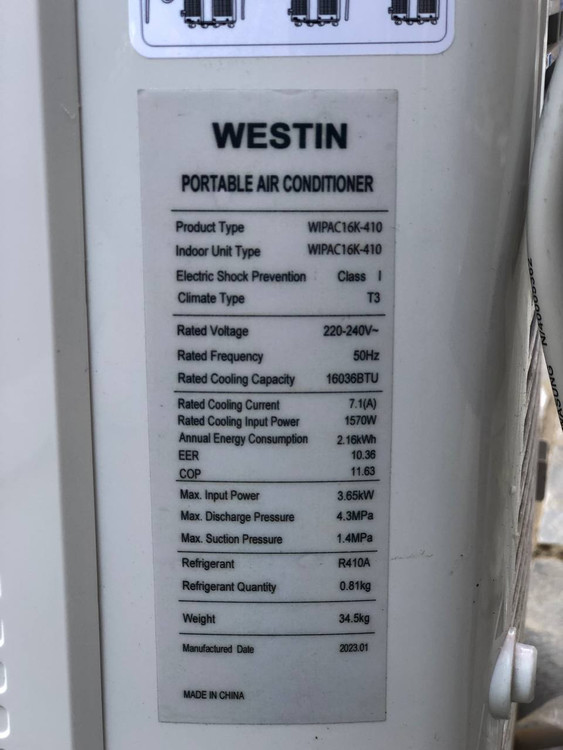 WESTIN
PORTABLE AIR CONDITIONER
Product Type WIPAC16K-410
Indoor Unit Type WIPAC16K-410
Electric Shock Prevention Class I
Climate Type T3
Rated Voltage 220-240V~
Rated Frequency 50Hz
Rated Cooling Capacity 16036BTU
Rated Cooling Current 7.1(A)
Rated Cooling Input Power 1570W
Annual Energy Consumption 2.16kWh
EER 10.36
COP 11.63
Max. Input Power 3.65kW
Max. Discharge Pressure 4.3MPa
Max. Suction Pressure 1.4MPa
Refrigerant R410A
Refrigerant Quantity 0.81kg
Weight 34.5kg
Manufactured Date 2023.01
MADE IN CHINA